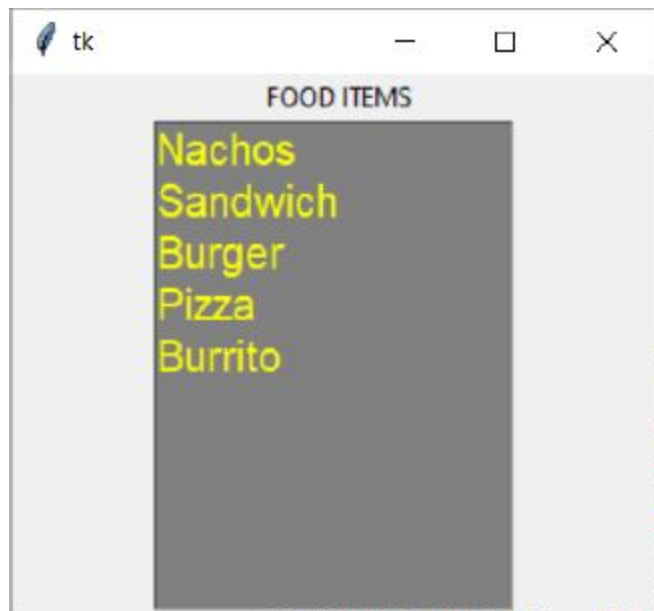 tk
FOOD ITEMS
Nachos
Sandwich
Burger
Pizza
Burrito